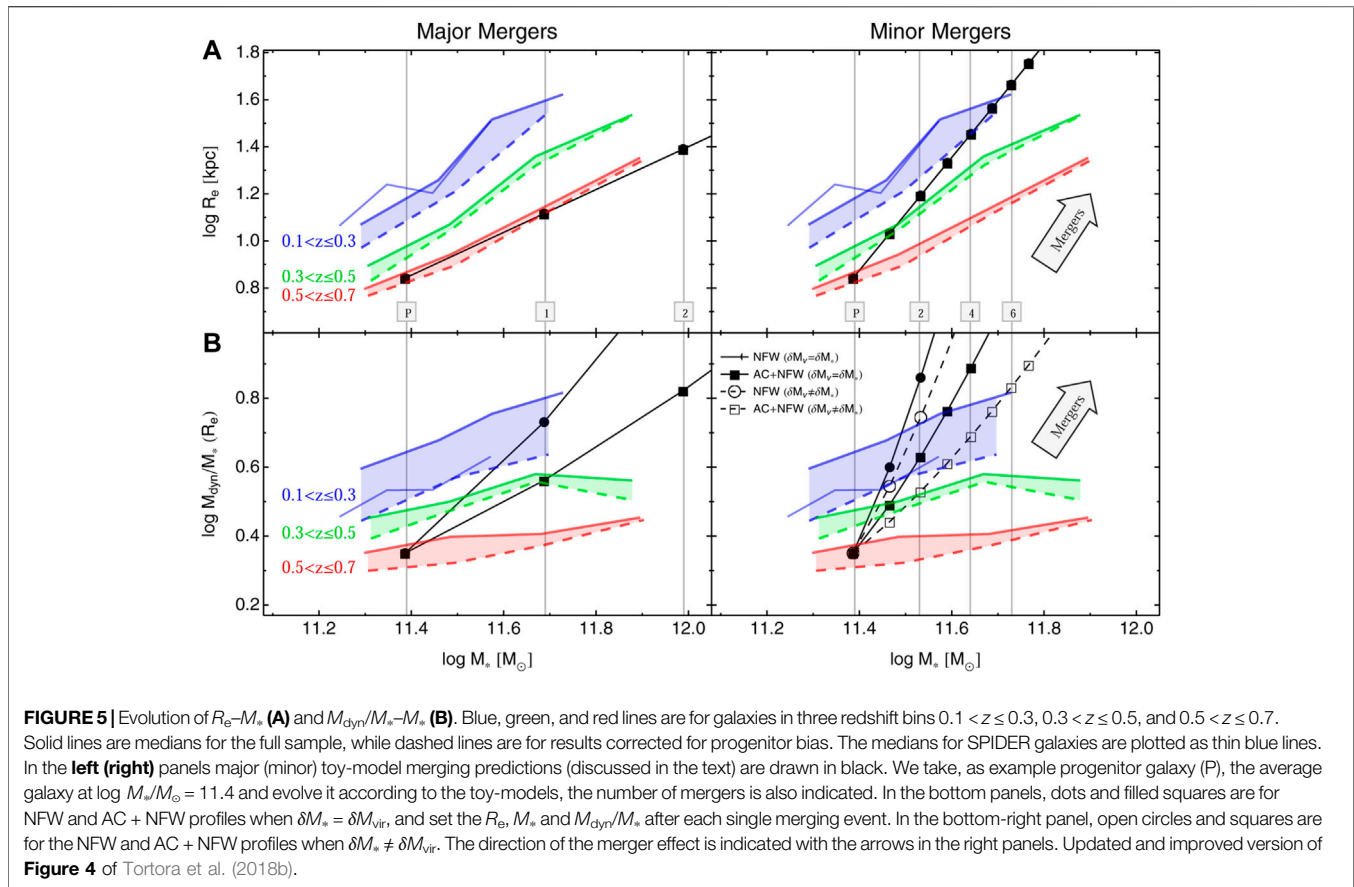 Major Mergers
Minor Mergers
A
1.8
1.6
1.4
1.2
1.0
0.8
log Rₑ [kpc]
0.1<z≤0.3
0.3<z≤0.5
0.5<z≤0.7
P
1
2
P
2
4
6
Mergers
B
0.8
0.6
0.4
0.2
log M_dyn/M_* (Rₑ)
0.1<z≤0.3
0.3<z≤0.5
0.5<z≤0.7
NFW (δMᵥ=δM_*)
AC+NFW (δMᵥ=δM_*)
NFW (δMᵥ≠δM_*)
AC+NFW (δMᵥ≠δM_*)
Mergers
11.2 11.4 11.6 11.8 12.0
11.2 11.4 11.6 11.8 12.0
log M_* [M_⊙]
log M_* [M_⊙]
FIGURE 5 | Evolution of Rₑ–M_* (A) and M_dyn/M_*–M_* (B). Blue, green, and red lines are for galaxies in three redshift bins 0.1 < z ≤ 0.3, 0.3 < z ≤ 0.5, and 0.5 < z ≤ 0.7.
Solid lines are medians for the full sample, while dashed lines are for results corrected for progenitor bias. The medians for SPIDER galaxies are plotted as thin blue lines.
In the left (right) panels major (minor) toy-model merging predictions (discussed in the text) are drawn in black. We take, as example progenitor galaxy (P), the average
galaxy at log M_*/M_⊙ = 11.4 and evolve it according to the toy-models, the number of mergers is also indicated. In the bottom panels, dots and filled squares are for
NFW and AC + NFW profiles when δM_* = δM_vir, and set the Rₑ, M_* and M_dyn/M_* after each single merging event. In the bottom-right panel, open circles and squares are
for the NFW and AC + NFW profiles when δM_* ≠ δM_vir. The direction of the merger effect is indicated with the arrows in the right panels. Updated and improved version of
Figure 4 of Tortora et al. (2018b).